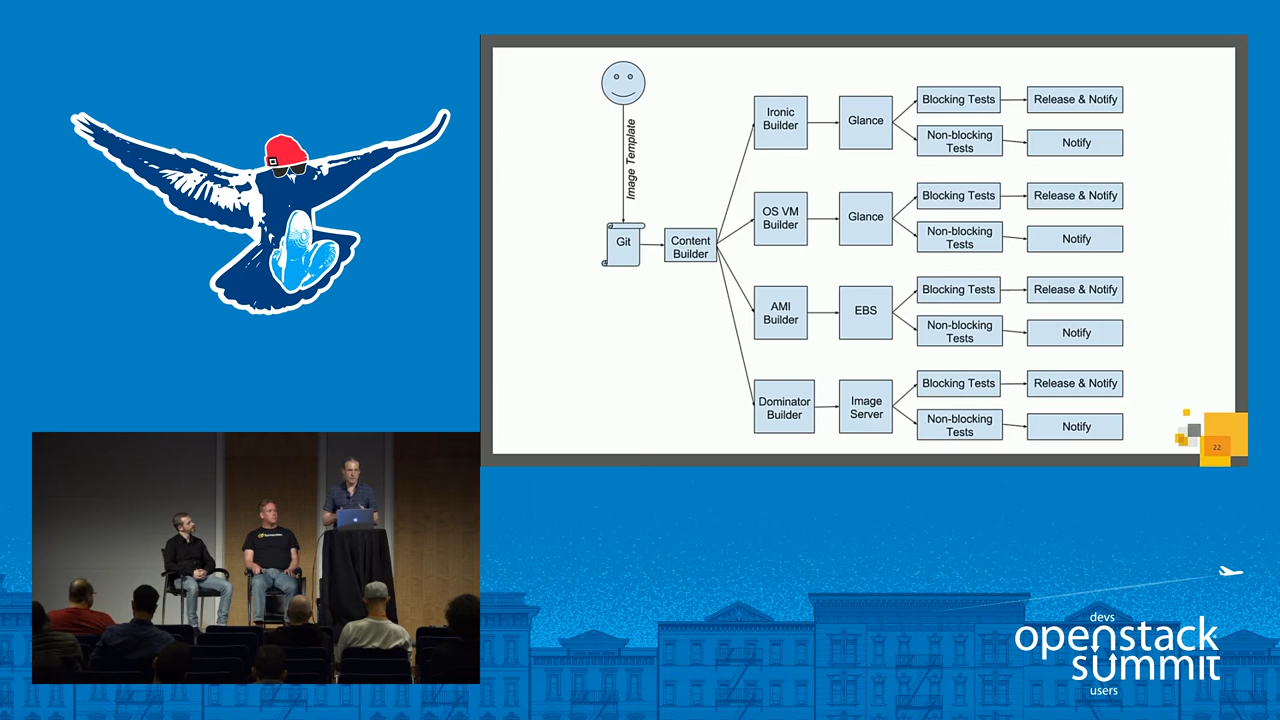 Image Template
Git
Content
Builder
Ironic
Builder
Glance
Blocking Tests
Release & Notify
Non-blocking
Tests
Notify
OS VM
Builder
Glance
Blocking Tests
Release & Notify
Non-blocking
Tests
Notify
AMI
Builder
EBS
Blocking Tests
Release & Notify
Non-blocking
Tests
Notify
Dominator
Builder
Image
Server
Blocking Tests
Release & Notify
Non-blocking
Tests
Notify
22
devs
openstack
summit
users